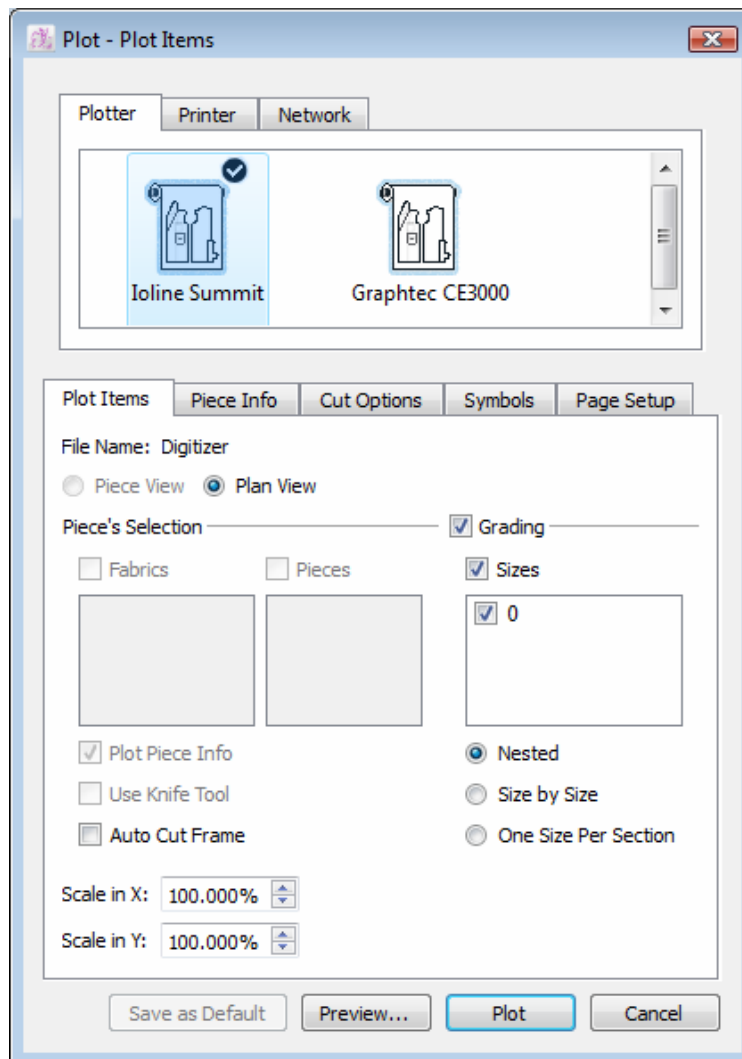 Plot - Plot Items
Plotter Printer Network
Ioline Summit Graphtec CE3000
Plot Items Piece Info Cut Options Symbols Page Setup
File Name: Digitizer
Piece View Plan View
Piece's Selection Grading
Fabrics Pieces Sizes
0
Plot Piece Info Nested
Use Knife Tool Size by Size
Auto Cut Frame One Size Per Section
Scale in X: 100.000%
Scale in Y: 100.000%
Save as Default Preview... Plot Cancel